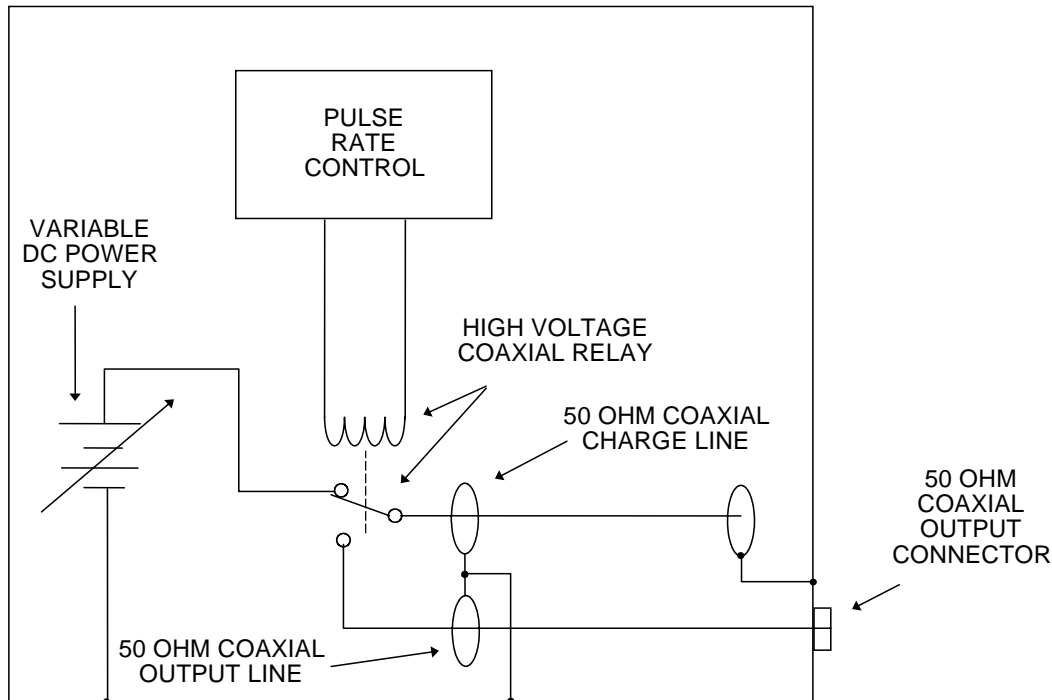 PULSE
RATE
CONTROL
VARIABLE
DC POWER
SUPPLY
HIGH VOLTAGE
COAXIAL RELAY
50 OHM COAXIAL
CHARGE LINE
50 OHM
COAXIAL
OUTPUT
CONNECTOR
50 OHM COAXIAL
OUTPUT LINE